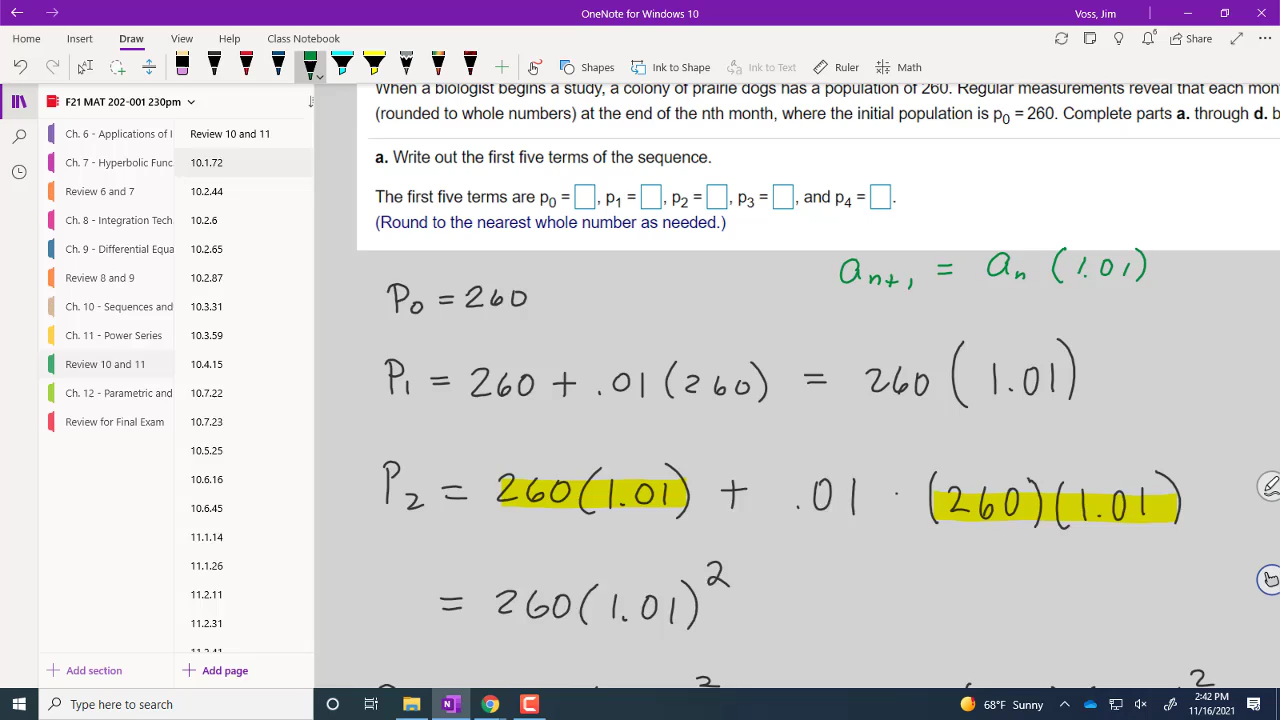 OneNote for Windows 10
Voss, Jim
Home Insert Draw View Help Class Notebook
Share
Shapes Ink to Shape Ink to Text Ruler Math
F21 MAT 202-001 230pm
Ch. 6 - Applications of I
Ch. 7 - Hyperbolic Func
Review 6 and 7
Ch. 8 - Integration Tech
Ch. 9 - Differential Equa
Review 8 and 9
Ch. 10 - Sequences and
Ch. 11 - Power Series
Review 10 and 11
Ch. 12 - Parametric and
Review for Final Exam
Add section
Review 10 and 11
10.1.72
10.2.44
10.2.6
10.2.65
10.2.87
10.3.31
10.3.59
10.4.15
10.7.22
10.7.23
10.5.25
10.6.16
10.6.45
11.1.14
11.1.26
11.2.11
11.2.31
11.2.41
Add page
When a biologist begins a study, a colony of prairie dogs has a population of 260. Regular measurements reveal that each mon
(rounded to whole numbers) at the end of the nth month, where the initial population is p₀ = 260. Complete parts a. through d. b
a. Write out the first five terms of the sequence.
The first five terms are p₀ = , p₁ = , p₂ = , p₃ = , and p₄ = .
(Round to the nearest whole number as needed.)
aₙ₊₁ = aₙ (1.01)
P₀ = 260
P₁ = 260 + .01 (260) = 260 (1.01)
P₂ = 260(1.01) + .01 · (260)(1.01)
= 260(1.01)²
Type here to search
68°F Sunny
2:42 PM
11/16/2021